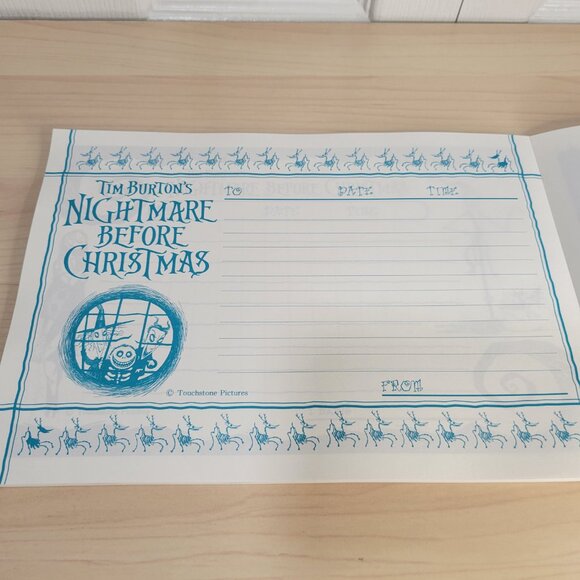 TIM BURTON'S
NIGHTMARE
BEFORE
CHRISTMAS
TO DATE TIME
FROM
© Touchstone Pictures